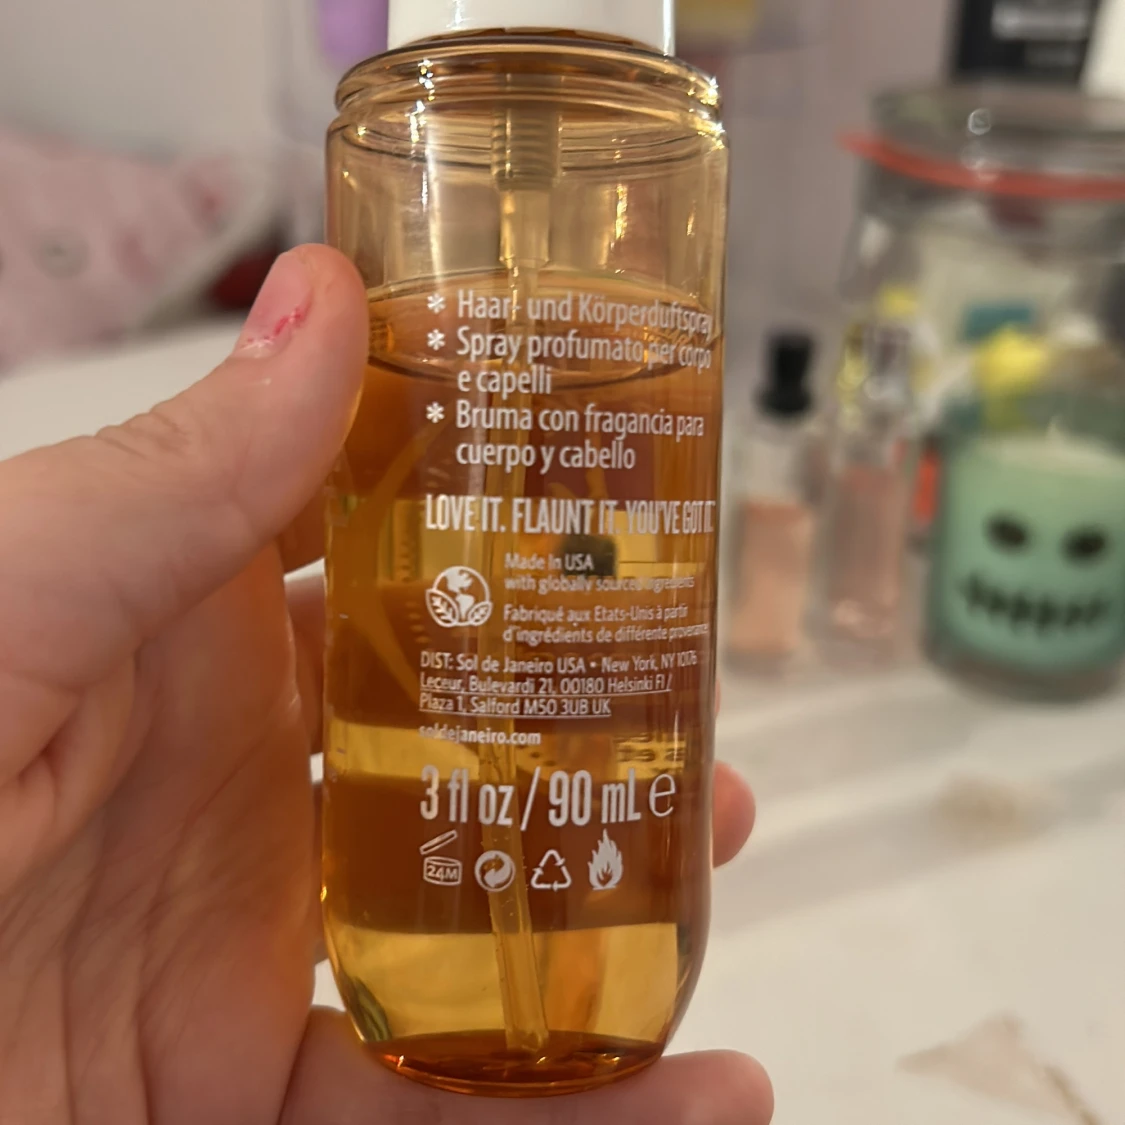 * Haar- und Körperduftspray
* Spray profumato per corpo
e capelli
* Bruma con fragancia para
cuerpo y cabello
LOVE IT. FLAUNT IT. YOU'VE GOT IT.
Made in USA
with globally sourced ingredients
Fabriqué aux Etats-Unis à partir
d'ingrédients de différente provenance
DIST: Sol de Janeiro USA • New York, NY 10176
Leceur, Bulevardi 21, 00180 Helsinki FI /
Plaza 1, Salford M50 3UB UK
soldejaneiro.com
3 fl oz / 90 mL e
24M